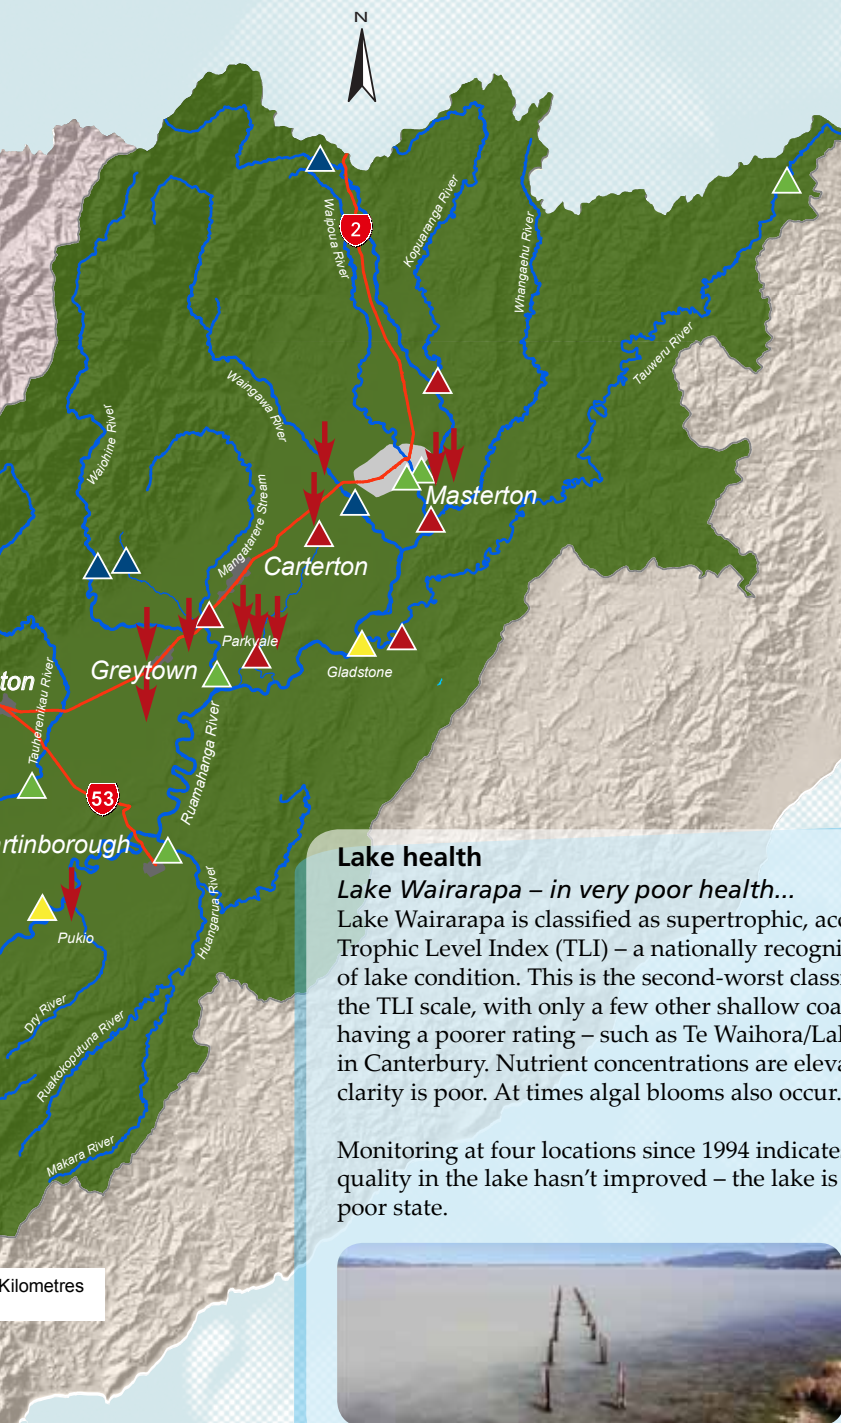 N
2
Waipoua River
Kopuaranga River
Whangaehu River
Tauweru River
Waingawa River
Waiohine River
Mangatarere Stream
Masterton
Carterton
Parkvale
Greytown
Gladstone
ton
Tauherenikau River
Ruamahanga River
53
rtinborough
Huangarua River
Pukio
Dry River
Ruakokoputuna River
Makara River
Kilometres
Lake health
Lake Wairarapa – in very poor health...
Lake Wairarapa is classified as supertrophic, acc
Trophic Level Index (TLI) – a nationally recogni
of lake condition. This is the second-worst classi
the TLI scale, with only a few other shallow coa
having a poorer rating – such as Te Waihora/Lal
in Canterbury. Nutrient concentrations are eleva
clarity is poor. At times algal blooms also occur.
Monitoring at four locations since 1994 indicate
quality in the lake hasn't improved – the lake is
poor state.